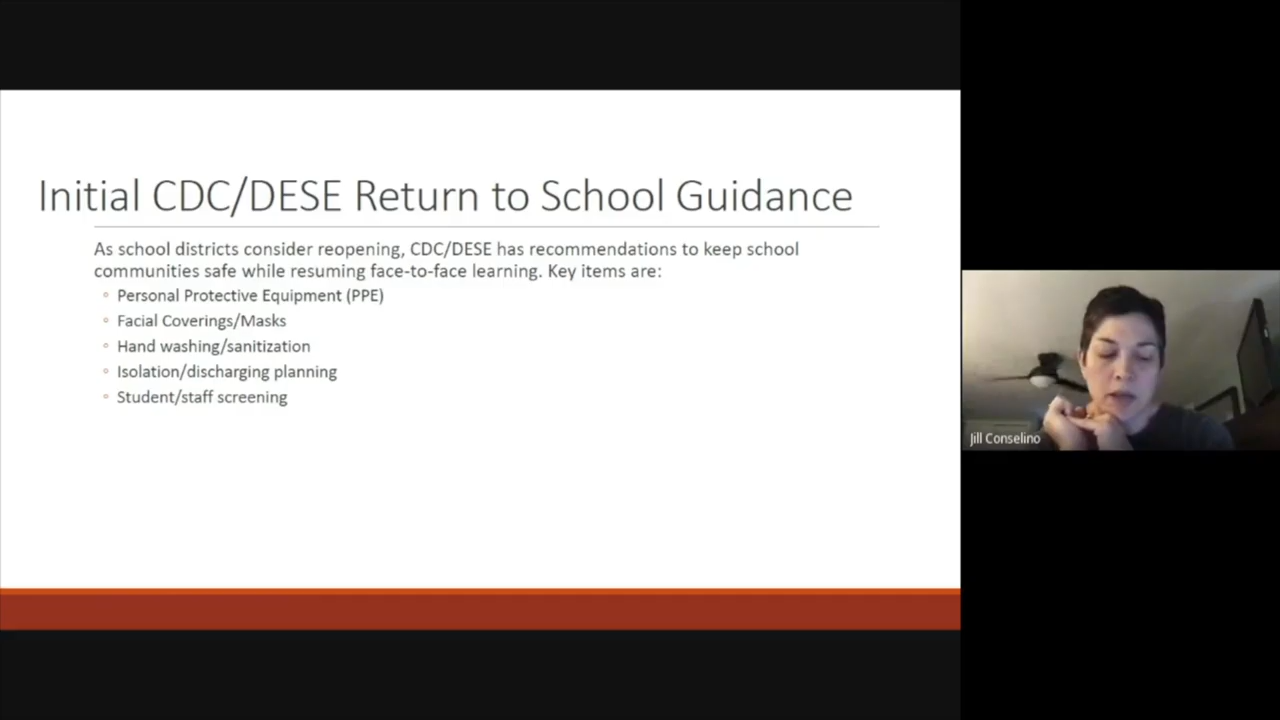 Initial CDC/DESE Return to School Guidance
As school districts consider reopening, CDC/DESE has recommendations to keep school
communities safe while resuming face-to-face learning. Key items are:
◦ Personal Protective Equipment (PPE)
◦ Facial Coverings/Masks
◦ Hand washing/sanitization
◦ Isolation/discharging planning
◦ Student/staff screening
Jill Conselino